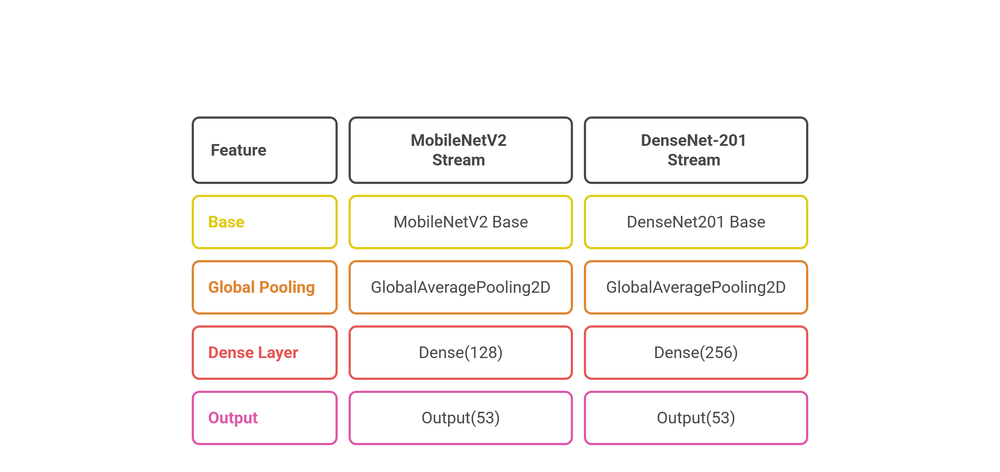 Feature
MobileNetV2
Stream
DenseNet-201
Stream
Base
MobileNetV2 Base
DenseNet201 Base
Global Pooling
GlobalAveragePooling2D
GlobalAveragePooling2D
Dense Layer
Dense(128)
Dense(256)
Output
Output(53)
Output(53)